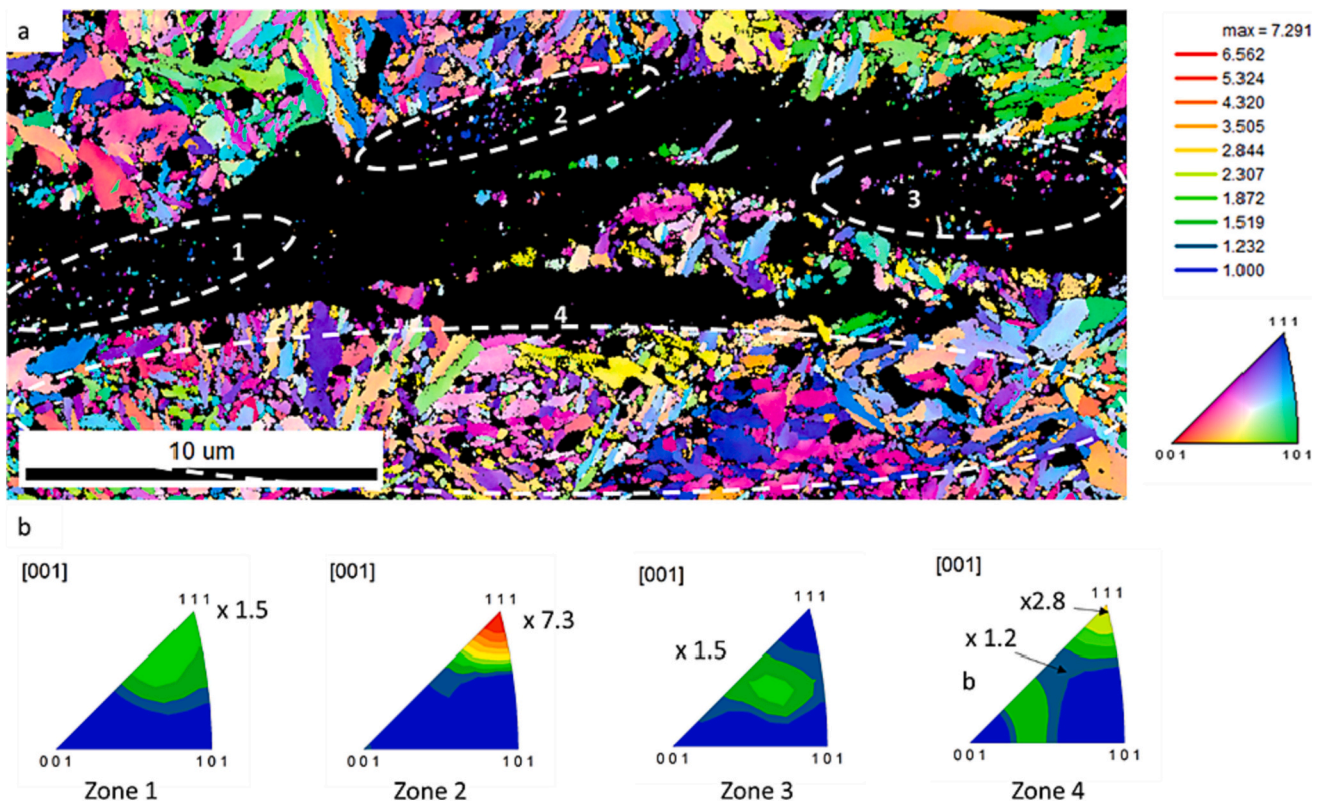 a
1
2
3
4
10 um
max = 7.291
6.562
5.324
4.320
3.505
2.844
2.307
1.872
1.519
1.232
1.000
1 1 1
0 0 1
1 0 1
b
[001]
1 1 1
x 1.5
0 0 1
1 0 1
Zone 1
[001]
1 1 1
x 7.3
0 0 1
1 0 1
Zone 2
[001]
1 1 1
x 1.5
0 0 1
1 0 1
Zone 3
[001]
1 1 1
x2.8
x 1.2
b
0 0 1
1 0 1
Zone 4